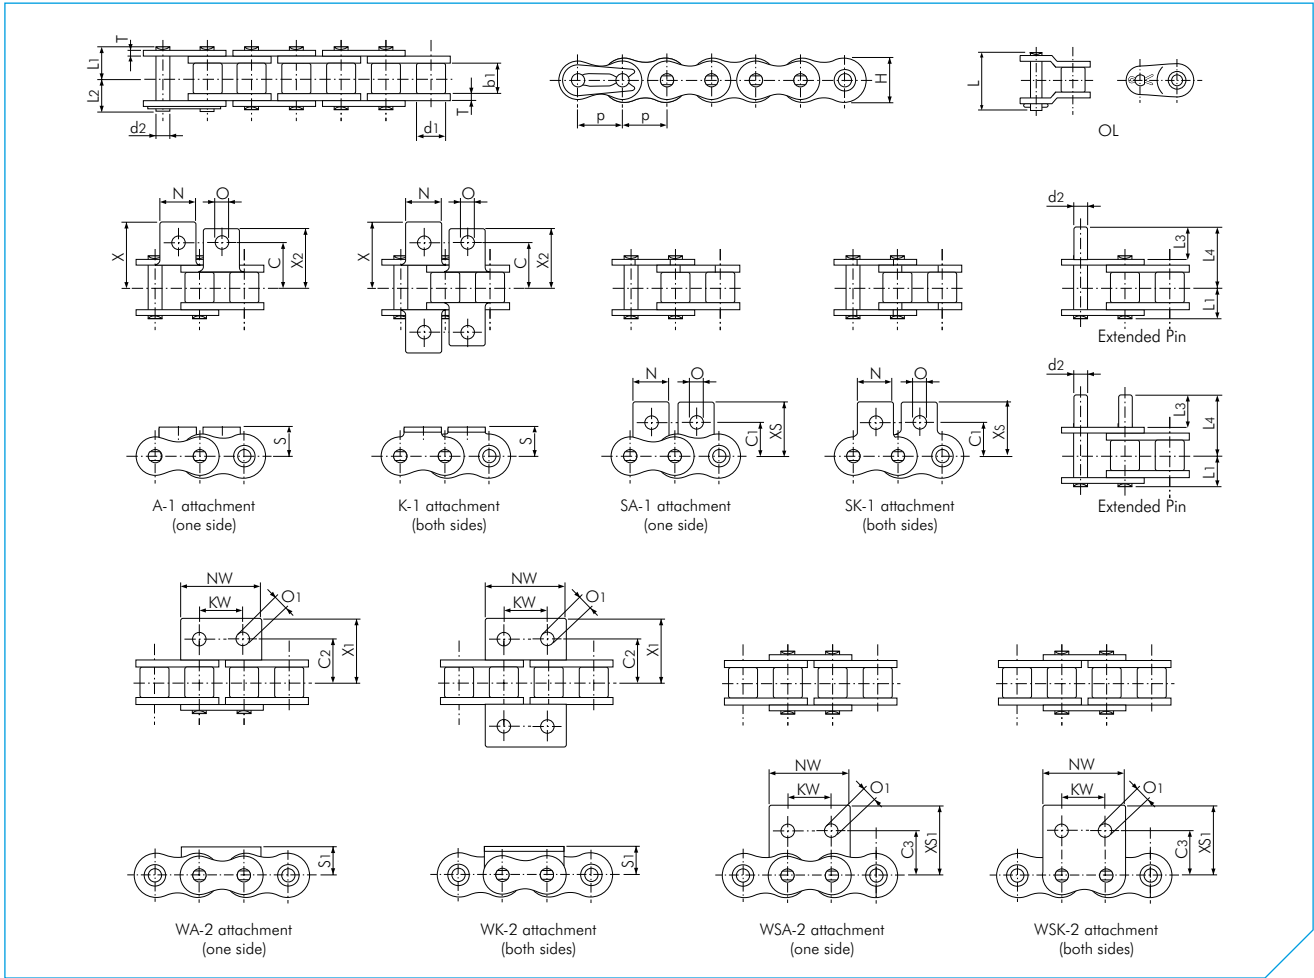 T
L1
L2
d2
b1
T
d1
H
p
p
L
OL
N
O
X
C
X2
N
O
X
C
X2
d2
L3
L4
L1
Extended Pin
S
A-1 attachment
(one side)
S
K-1 attachment
(both sides)
N
O
C1
XS
SA-1 attachment
(one side)
N
O
C1
XS
SK-1 attachment
(both sides)
d2
L3
L4
L1
Extended Pin
NW
KW
O1
C2
X1
NW
KW
O1
C2
X1
S1
WA-2 attachment
(one side)
S1
WK-2 attachment
(both sides)
NW
KW
O1
C3
XS1
WSA-2 attachment
(one side)
NW
KW
O1
C3
XS1
WSK-2 attachment
(both sides)